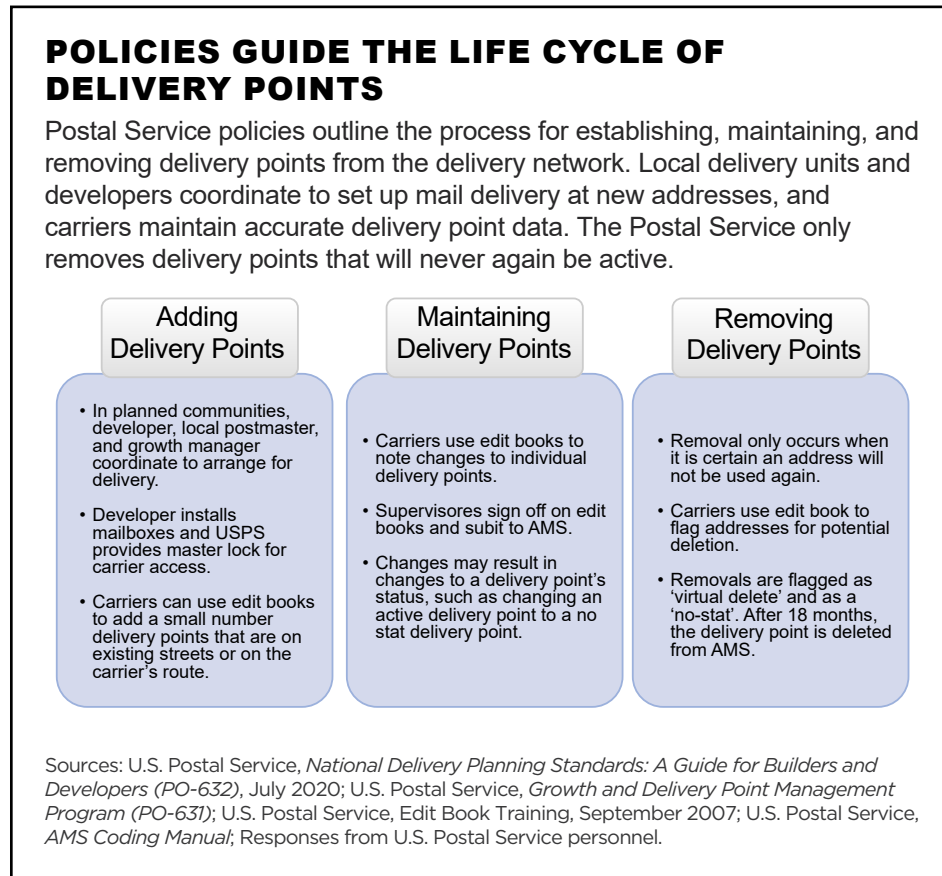 POLICIES GUIDE THE LIFE CYCLE OF
DELIVERY POINTS
Postal Service policies outline the process for establishing, maintaining, and
removing delivery points from the delivery network. Local delivery units and
developers coordinate to set up mail delivery at new addresses, and
carriers maintain accurate delivery point data. The Postal Service only
removes delivery points that will never again be active.
Adding
Delivery Points
• In planned communities,
developer, local postmaster,
and growth manager
coordinate to arrange for
delivery.
• Developer installs
mailboxes and USPS
provides master lock for
carrier access.
• Carriers can use edit books
to add a small number
delivery points that are on
existing streets or on the
carrier’s route.
Maintaining
Delivery Points
• Carriers use edit books to
note changes to individual
delivery points.
• Supervisores sign off on edit
books and subit to AMS.
• Changes may result in
changes to a delivery point’s
status, such as changing an
active delivery point to a no
stat delivery point.
Removing
Delivery Points
• Removal only occurs when
it is certain an address will
not be used again.
• Carriers use edit book to
flag addresses for potential
deletion.
• Removals are flagged as
‘virtual delete’ and as a
‘no-stat’. After 18 months,
the delivery point is deleted
from AMS.
Sources: U.S. Postal Service, National Delivery Planning Standards: A Guide for Builders and
Developers (PO-632), July 2020; U.S. Postal Service, Growth and Delivery Point Management
Program (PO-631); U.S. Postal Service, Edit Book Training, September 2007; U.S. Postal Service,
AMS Coding Manual; Responses from U.S. Postal Service personnel.